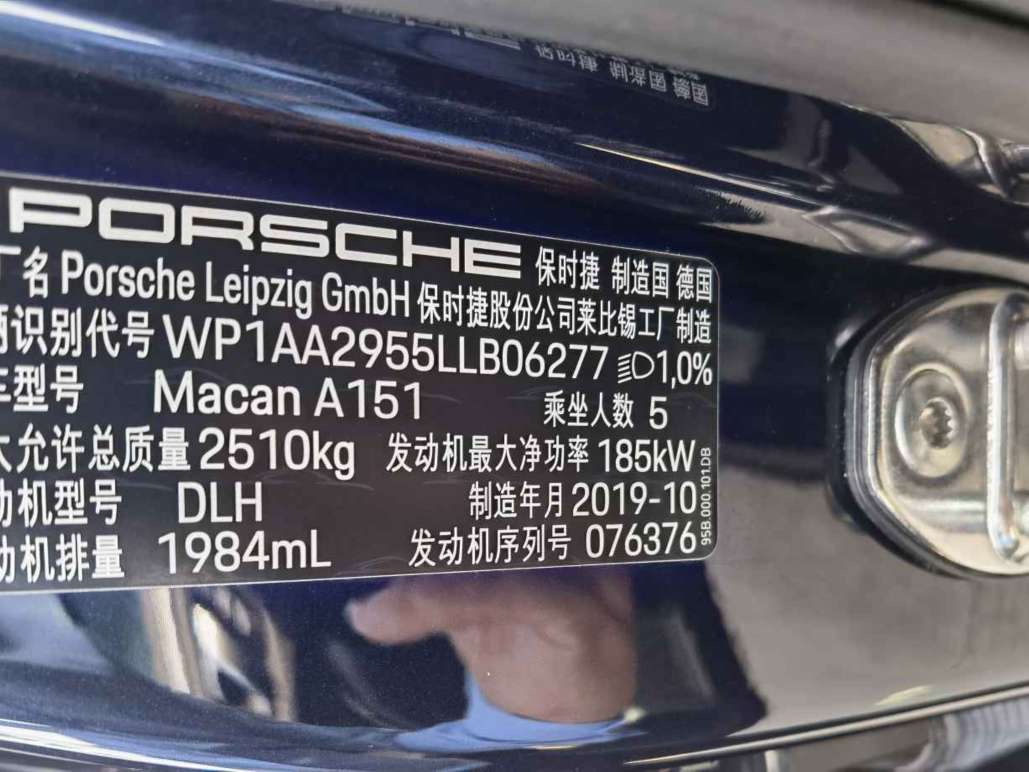 PORSCHE
保时捷 制造国 德国
厂名 Porsche Leipzig GmbH 保时捷股份公司莱比锡工厂制造
识别代号 WP1AA2955LLB06277 1,0%
车型号 Macan A151 乘坐人数 5
大允许总质量 2510kg 发动机最大净功率 185kW
动机型号 DLH 制造年月 2019-10
动机排量 1984mL 发动机序列号 076376
95B.000.101.DB